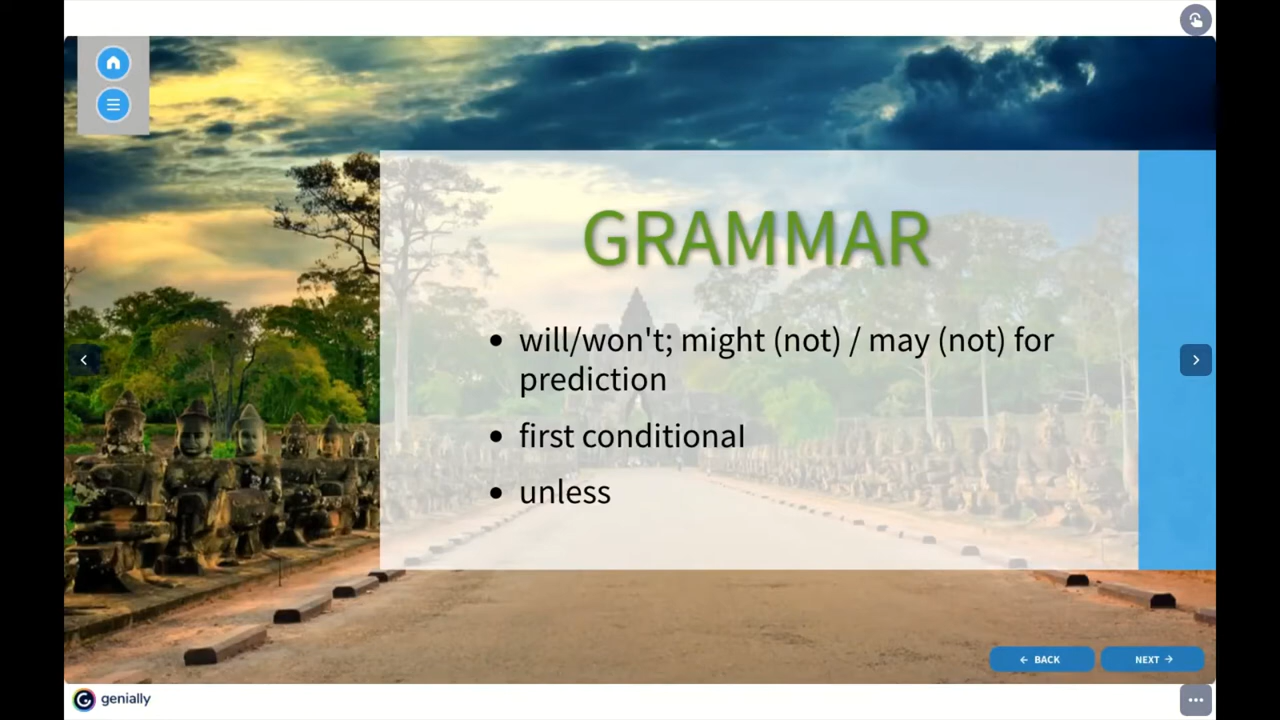 GRAMMAR
• will/won't; might (not) / may (not) for
prediction
• first conditional
• unless
← BACK
NEXT →
genially